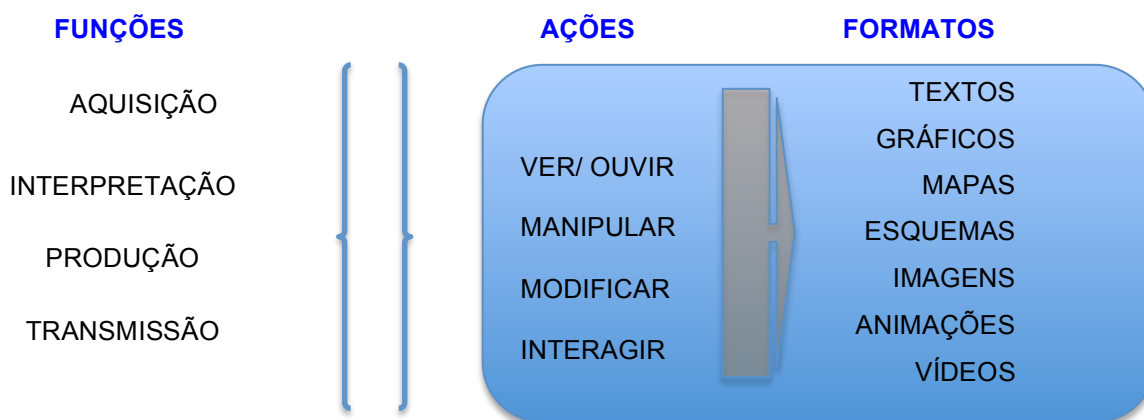 FUNÇÕES
AQUISIÇÃO
INTERPRETAÇÃO
PRODUÇÃO
TRANSMISSÃO
AÇÕES
VER/ OUVIR
MANIPULAR
MODIFICAR
INTERAGIR
FORMATOS
TEXTOS
GRÁFICOS
MAPAS
ESQUEMAS
IMAGENS
ANIMAÇÕES
VÍDEOS